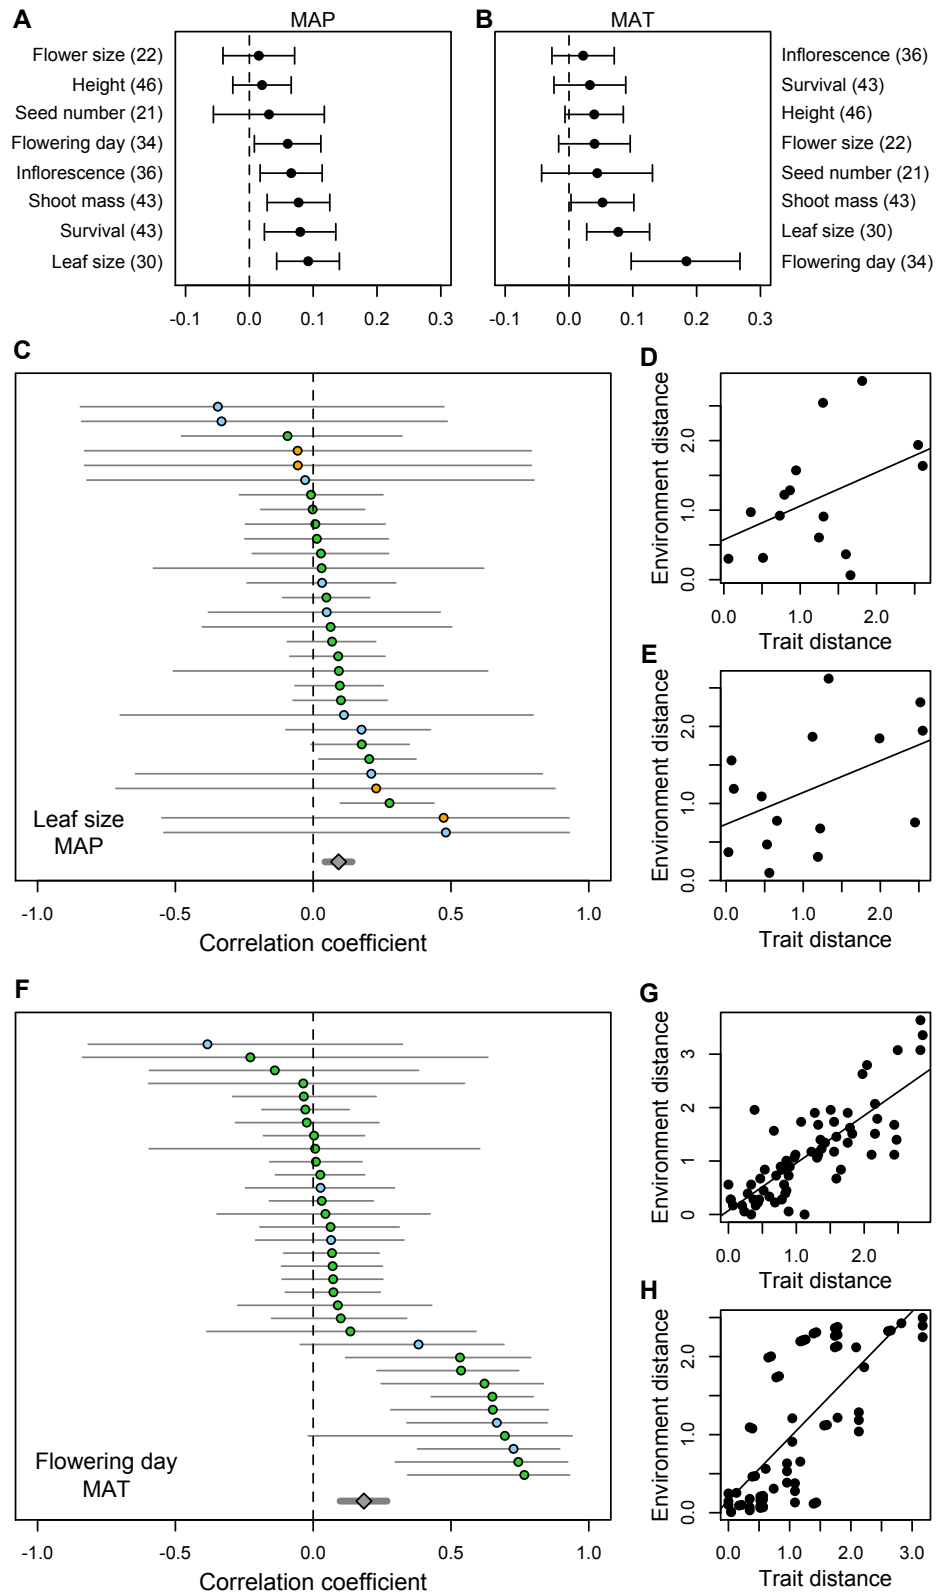 A MAP
Flower size (22)
Height (46)
Seed number (21)
Flowering day (34)
Inflorescence (36)
Shoot mass (43)
Survival (43)
Leaf size (30)
-0.1 0.0 0.1 0.2 0.3
B MAT
Inflorescence (36)
Survival (43)
Height (46)
Flower size (22)
Seed number (21)
Shoot mass (43)
Leaf size (30)
Flowering day (34)
-0.1 0.0 0.1 0.2 0.3
C
Leaf size
MAP
-1.0 -0.5 0.0 0.5 1.0
Correlation coefficient
D
Environment distance
0.0 1.0 2.0
0.0 1.0 2.0
Trait distance
E
Environment distance
0.0 1.0 2.0
0.0 1.0 2.0
Trait distance
F
Flowering day
MAT
-1.0 -0.5 0.0 0.5 1.0
Correlation coefficient
G
Environment distance
0 1 2 3
0.0 1.0 2.0
Trait distance
H
Environment distance
0.0 1.0 2.0
0.0 1.0 2.0 3.0
Trait distance